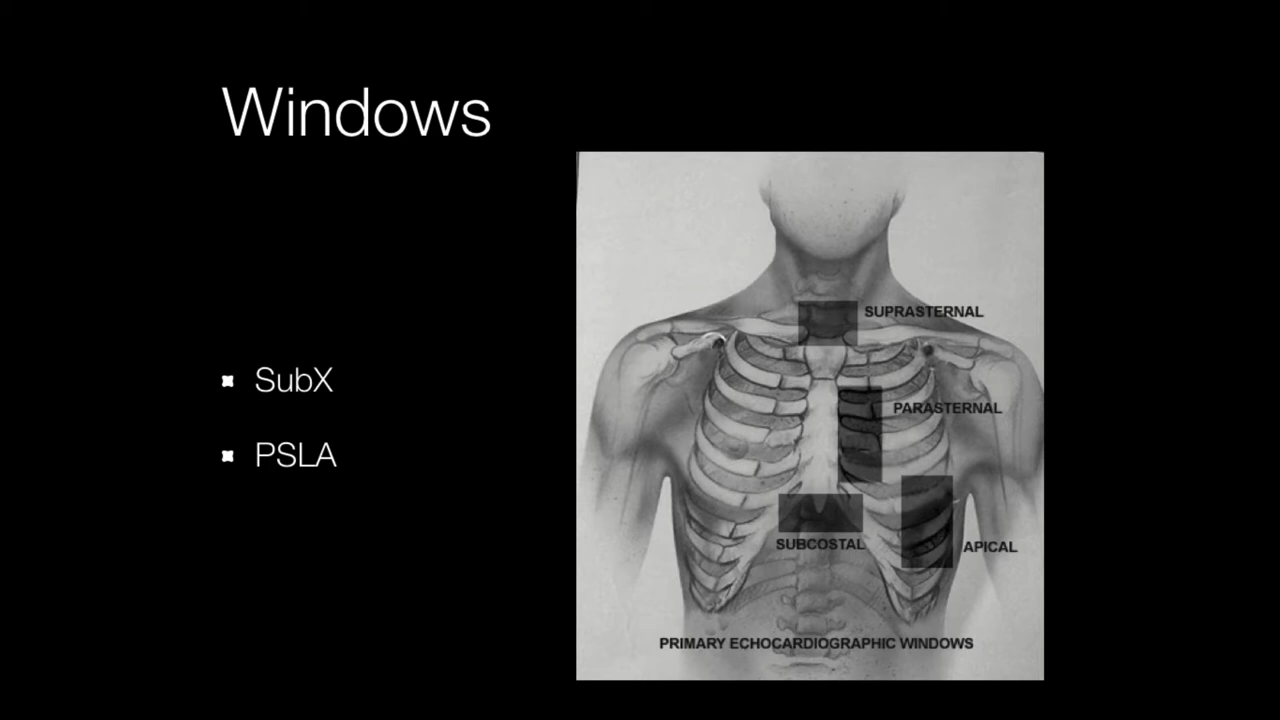 Windows
SubX
PSLA
SUPRASTERNAL
PARASTERNAL
SUBCOSTAL
APICAL
PRIMARY ECHOCARDIOGRAPHIC WINDOWS